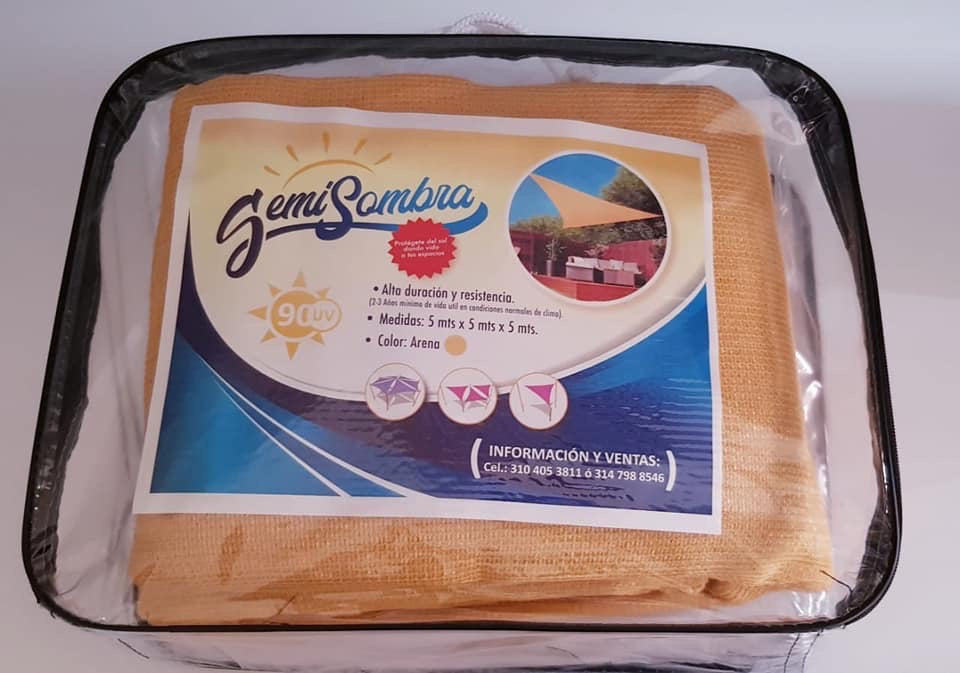 SemiSombra
Protégete del sol
dando vida
a tus espacios
90UV
• Alta duración y resistencia.
(2-3 Años mínimo de vida util en condiciones normales de clima).
• Medidas: 5 mts x 5 mts x 5 mts.
• Color: Arena
INFORMACIÓN Y VENTAS:
Cel.: 310 405 3811 ó 314 798 8546